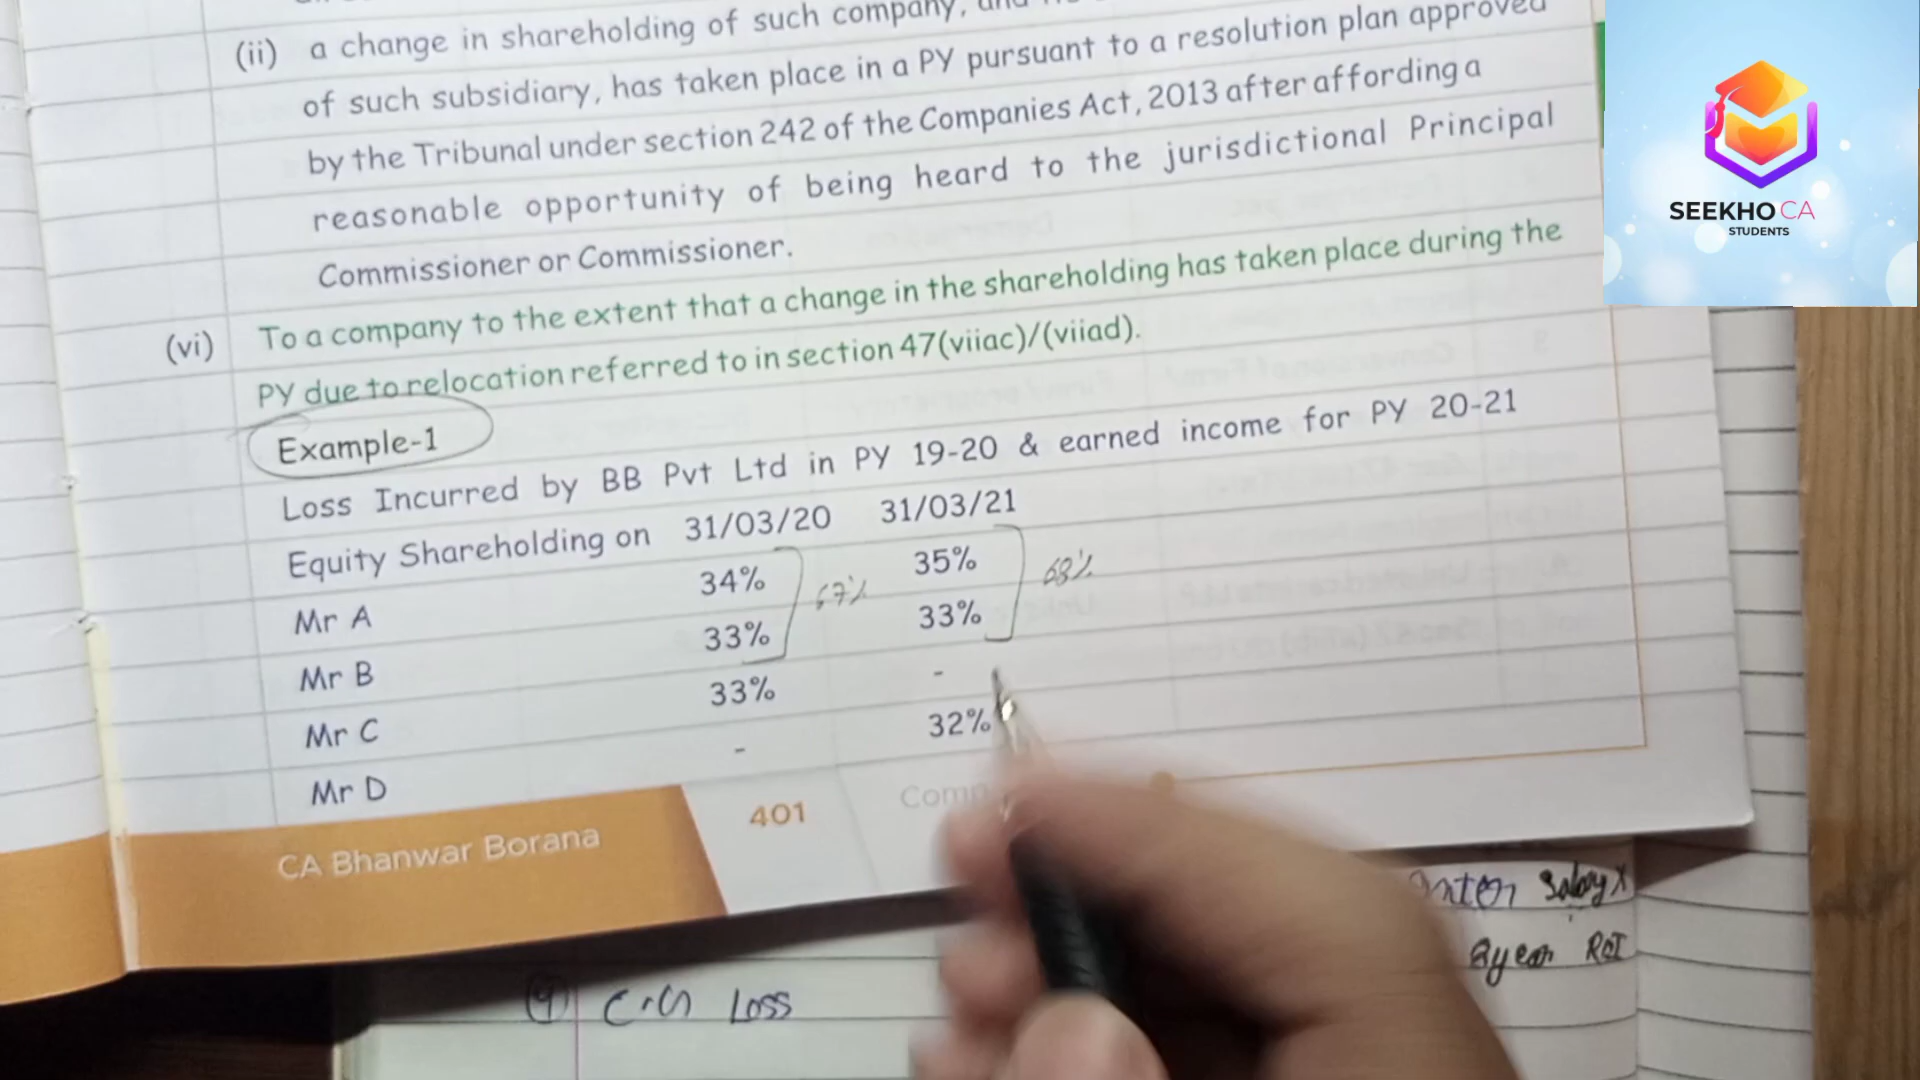 (ii) a change in shareholding of such company,
of such subsidiary, has taken place in a PY pursuant to a resolution plan approved
by the Tribunal under section 242 of the Companies Act, 2013 after affording a
reasonable opportunity of being heard to the jurisdictional Principal
Commissioner or Commissioner.
(vi) To a company to the extent that a change in the shareholding has taken place during the
PY due to relocation referred to in section 47(viiac)/(viiad).
Example-1
Loss Incurred by BB Pvt Ltd in PY 19-20 & earned income for PY 20-21
Equity Shareholding on 31/03/20 31/03/21
Mr A 34% 35%
67% 68%
Mr B 33% 33%
Mr C 33% -
Mr D - 32%
CA Bhanwar Borana 401
SEEKHO CA
STUDENTS
Salary X
8 year
Loss